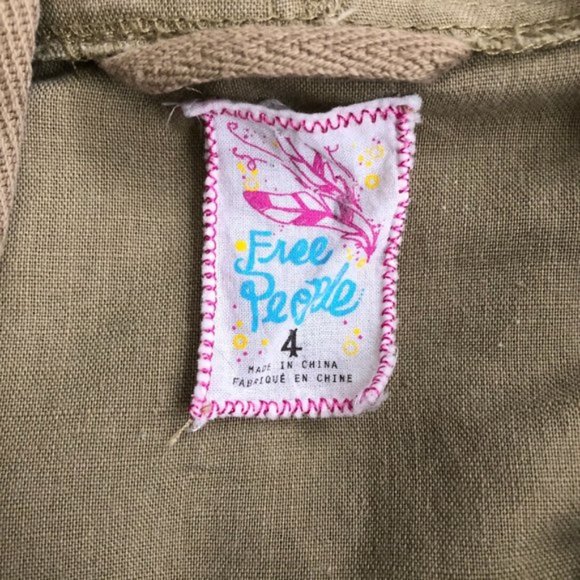 Free
People
4
MADE IN CHINA
FABRIQUÉ EN CHINE